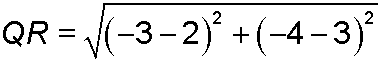 QR = √((−3 − 2)² + (−4 − 3)²)